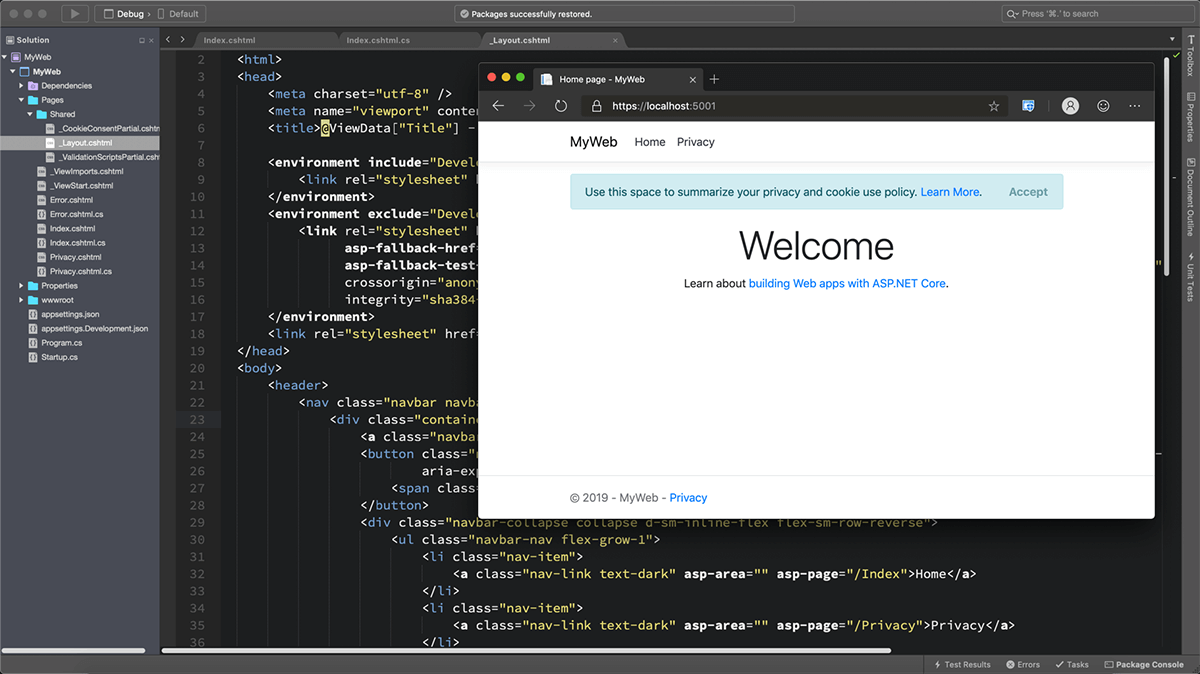 Debug › Default
Packages successfully restored.
Press '⌘.' to search
Solution
MyWeb
MyWeb
Dependencies
Pages
Shared
_CookieConsentPartial.cshtm
_Layout.cshtml
_ValidationScriptsPartial.csht
_ViewImports.cshtml
_ViewStart.cshtml
Error.cshtml
Error.cshtml.cs
Index.cshtml
Index.cshtml.cs
Privacy.cshtml
Privacy.cshtml.cs
Properties
wwwroot
appsettings.json
appsettings.Development.json
Program.cs
Startup.cs
Index.cshtml Index.cshtml.cs _Layout.cshtml
2 <html>
3 <head>
4 <meta charset="utf-8" />
5 <meta name="viewport" conten
6 <title>@ViewData["Title"] -
7
8 <environment include="Devel
9 <link rel="stylesheet" h
10 </environment>
11 <environment exclude="Devel
12 <link rel="stylesheet" h
13 asp-fallback-href=
14 asp-fallback-test-
15 crossorigin="anony
16 integrity="sha384-
17 </environment>
18 <link rel="stylesheet" href=
19 </head>
20 <body>
21 <header>
22 <nav class="navbar navba
23 <div class="containe
24 <a class="navbar
25 <button class="n
26 aria-exp
27 <span class=
28 </button>
29 <div class="navbar-collapse collapse d-sm-inline-flex flex-sm-row-reverse">
30 <ul class="navbar-nav flex-grow-1">
31 <li class="nav-item">
32 <a class="nav-link text-dark" asp-area="" asp-page="/Index">Home</a>
33 </li>
34 <li class="nav-item">
35 <a class="nav-link text-dark" asp-area="" asp-page="/Privacy">Privacy</a>
36 </li>
Home page - MyWeb
https://localhost:5001
MyWeb Home Privacy
Use this space to summarize your privacy and cookie use policy. Learn More. Accept
Welcome
Learn about building Web apps with ASP.NET Core.
© 2019 - MyWeb - Privacy
Toolbox
Properties
Document Outline
Unit Tests
Test Results Errors Tasks Package Console